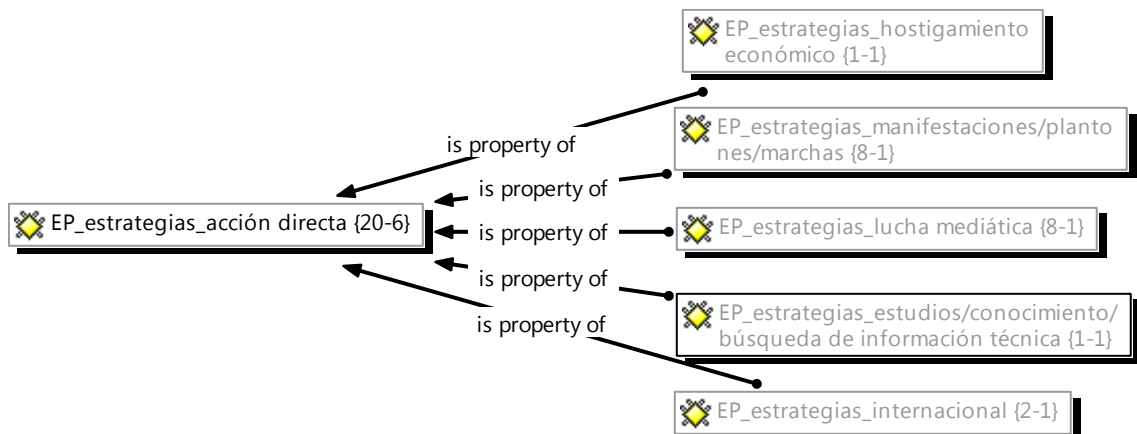 EP_estrategias_hostigamiento
económico {1-1}
is property of
EP_estrategias_manifestaciones/planto
nes/marchas {8-1}
is property of
EP_estrategias_acción directa {20-6}
is property of
EP_estrategias_lucha mediática {8-1}
is property of
EP_estrategias_estudios/conocimiento/
búsqueda de información técnica {1-1}
is property of
EP_estrategias_internacional {2-1}